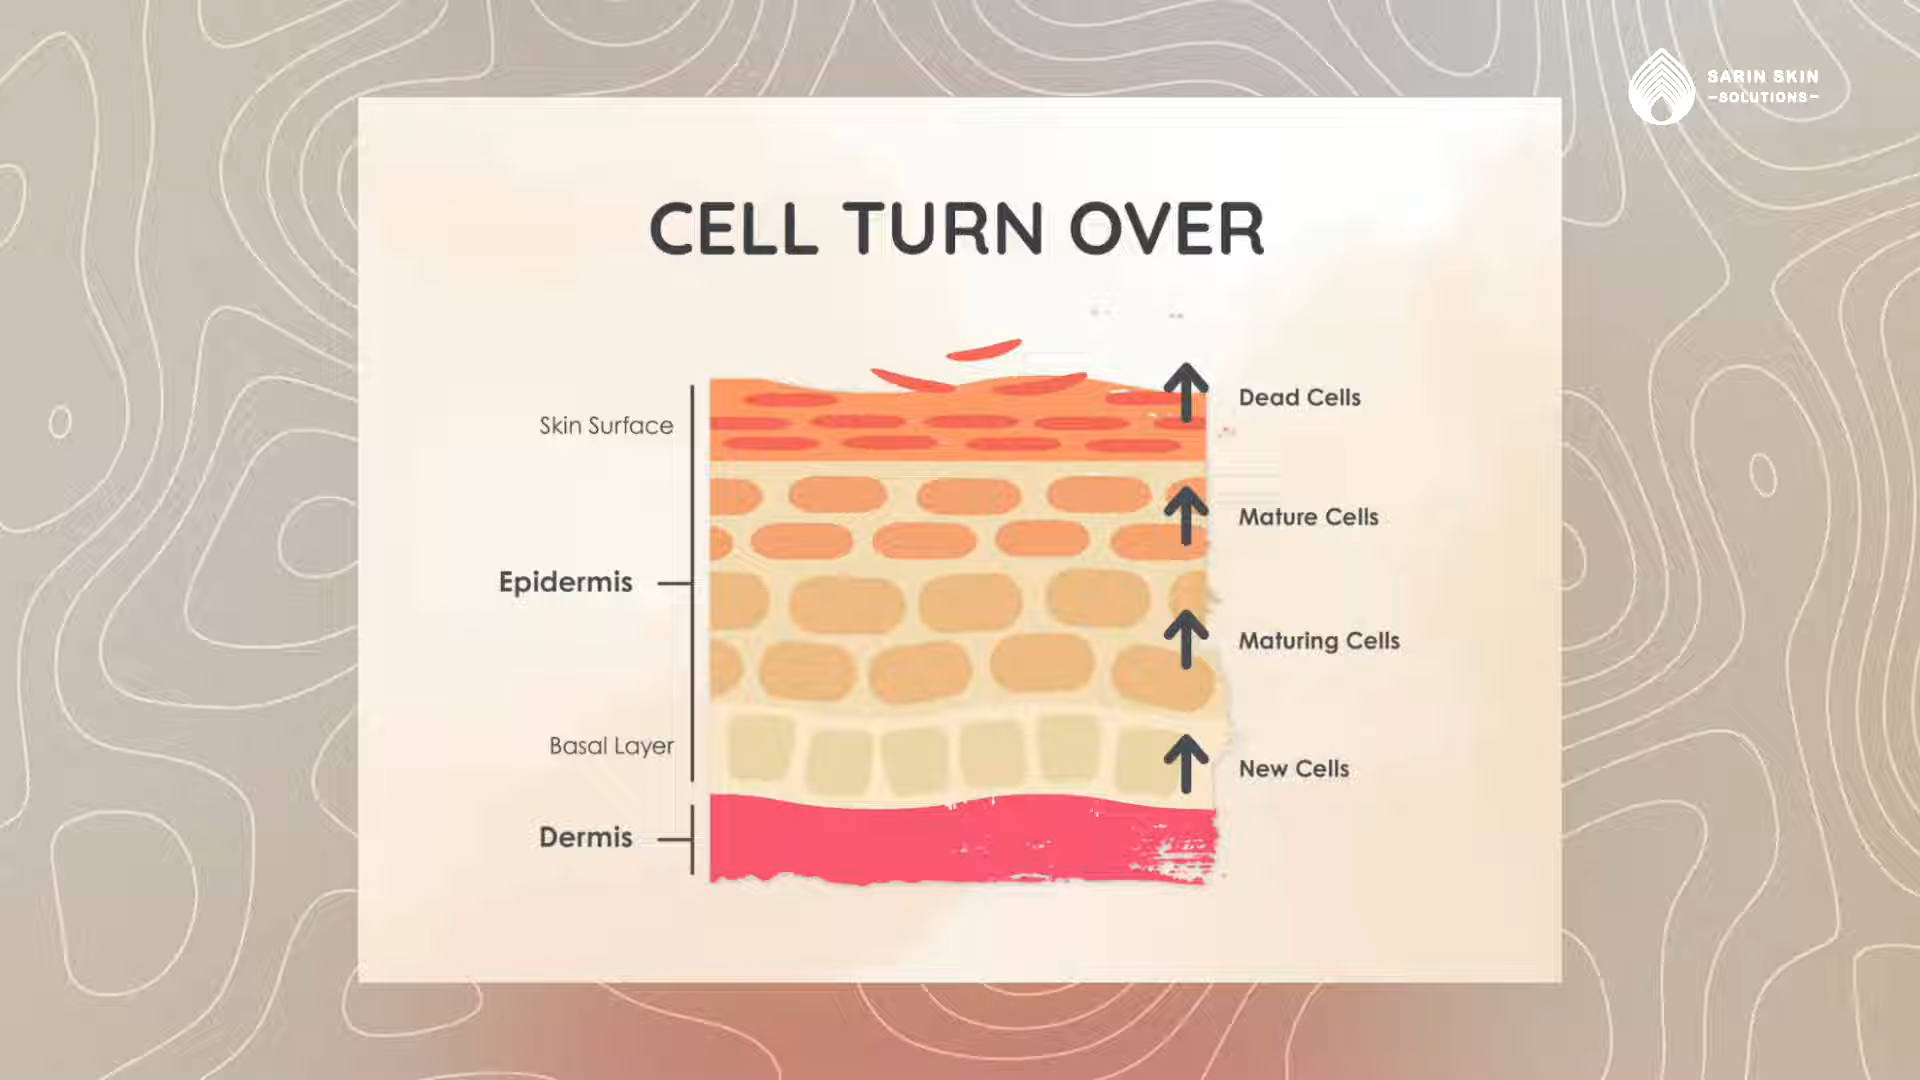 SARIN SKIN
-SOLUTIONS-
CELL TURN OVER
Skin Surface
Epidermis
Basal Layer
Dermis
Dead Cells
Mature Cells
Maturing Cells
New Cells